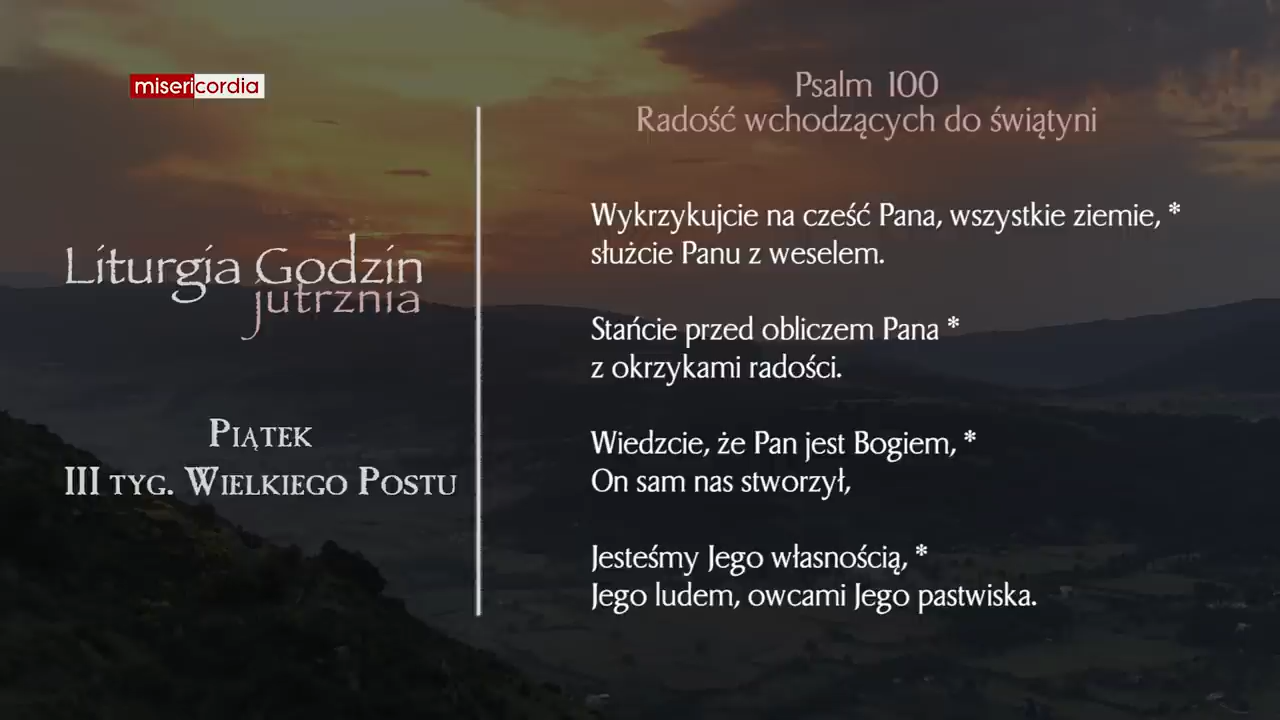 misericordia
Liturgia Godzin
jutrznia
Piątek
III tyg. Wielkiego Postu
Psalm 100
Radość wchodzących do świątyni
Wykrzykujcie na cześć Pana, wszystkie ziemie, *
służcie Panu z weselem.
Stańcie przed obliczem Pana *
z okrzykami radości.
Wiedzcie, że Pan jest Bogiem, *
On sam nas stworzył,
Jesteśmy Jego własnością, *
Jego ludem, owcami Jego pastwiska.